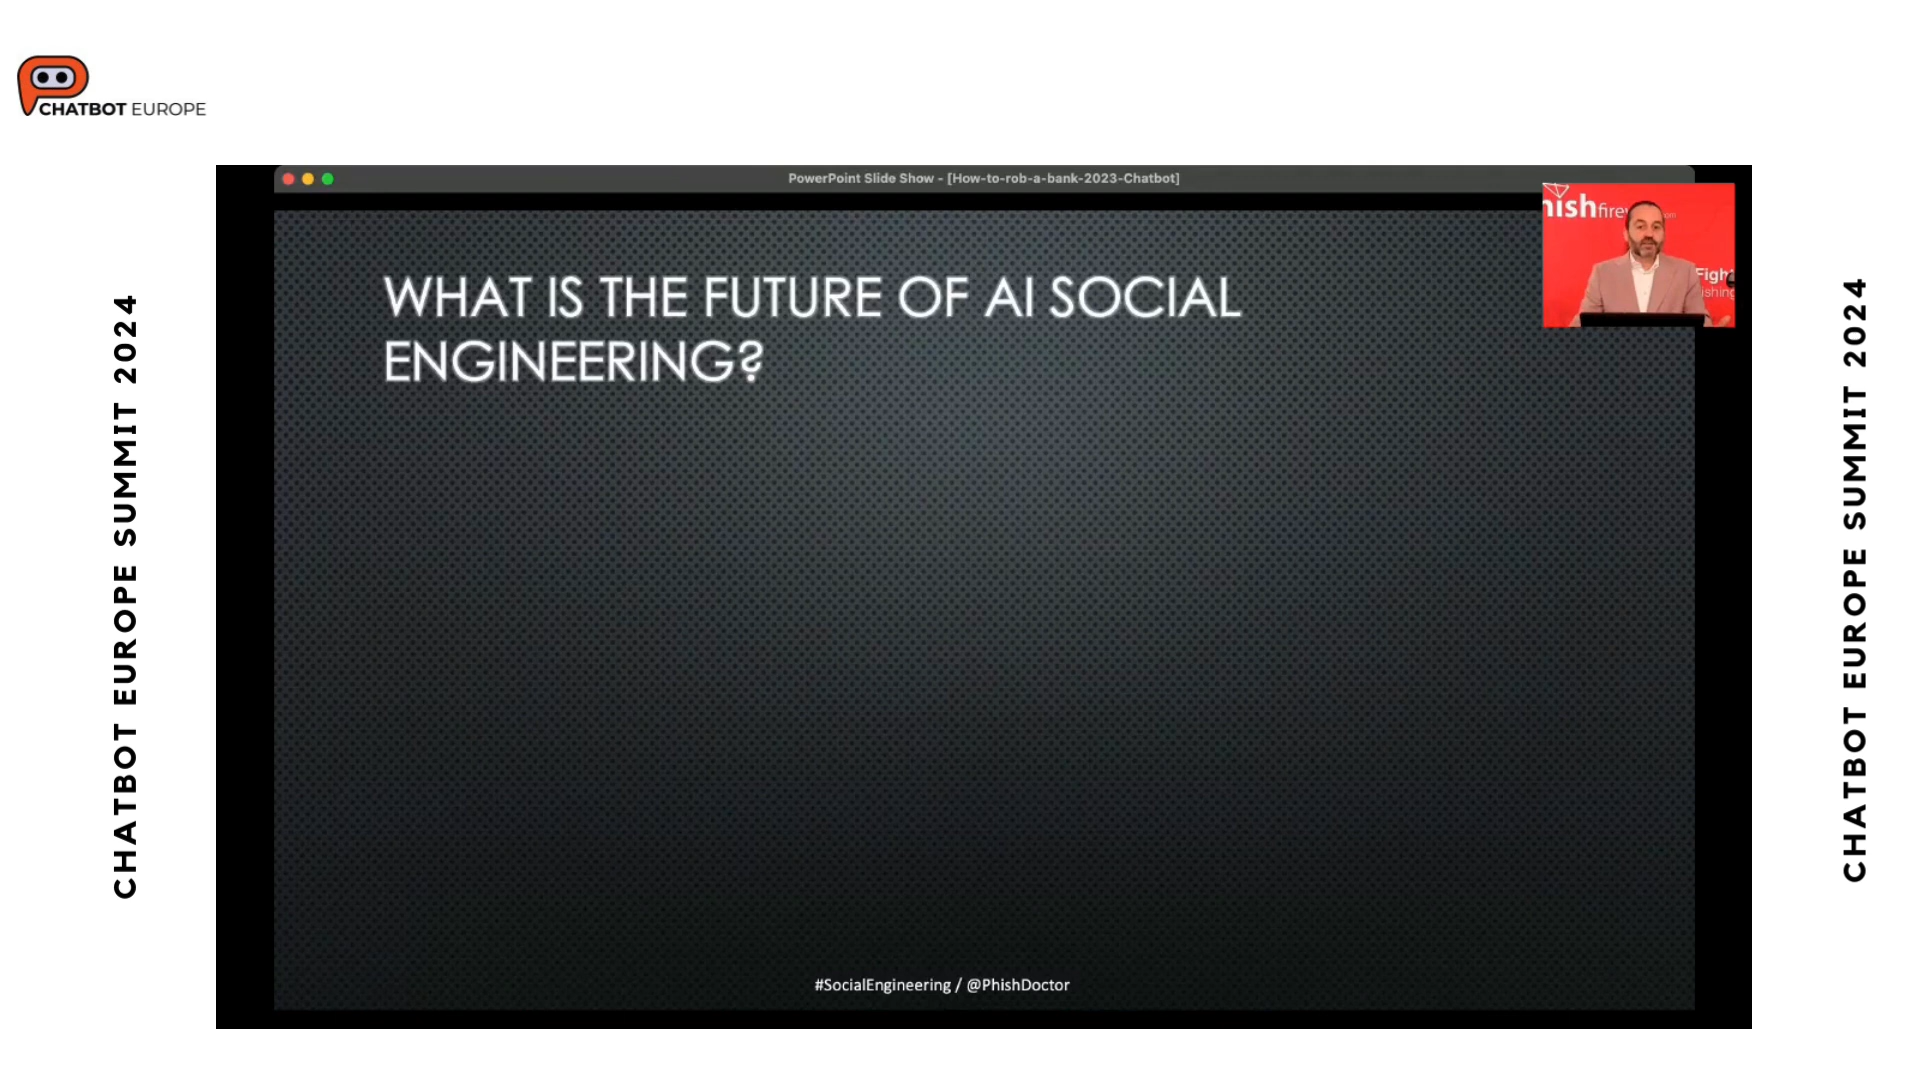 CHATBOT EUROPE
PowerPoint Slide Show - [How-to-rob-a-bank-2023-Chatbot]
WHAT IS THE FUTURE OF AI SOCIAL
ENGINEERING?
#SocialEngineering / @PhishDoctor
CHATBOT EUROPE SUMMIT 2024
CHATBOT EUROPE SUMMIT 2024